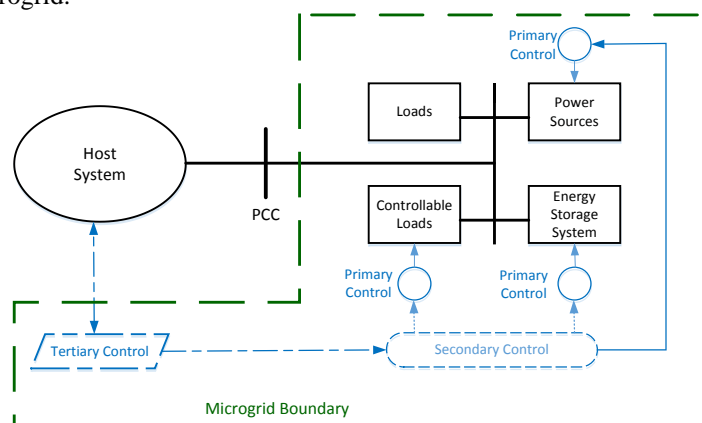 rogrid.
Primary
Control
Loads
Power
Sources
Host
System
PCC
Controllable
Loads
Energy
Storage
System
Primary
Control
Primary
Control
Tertiary Control
Secondary Control
Microgrid Boundary